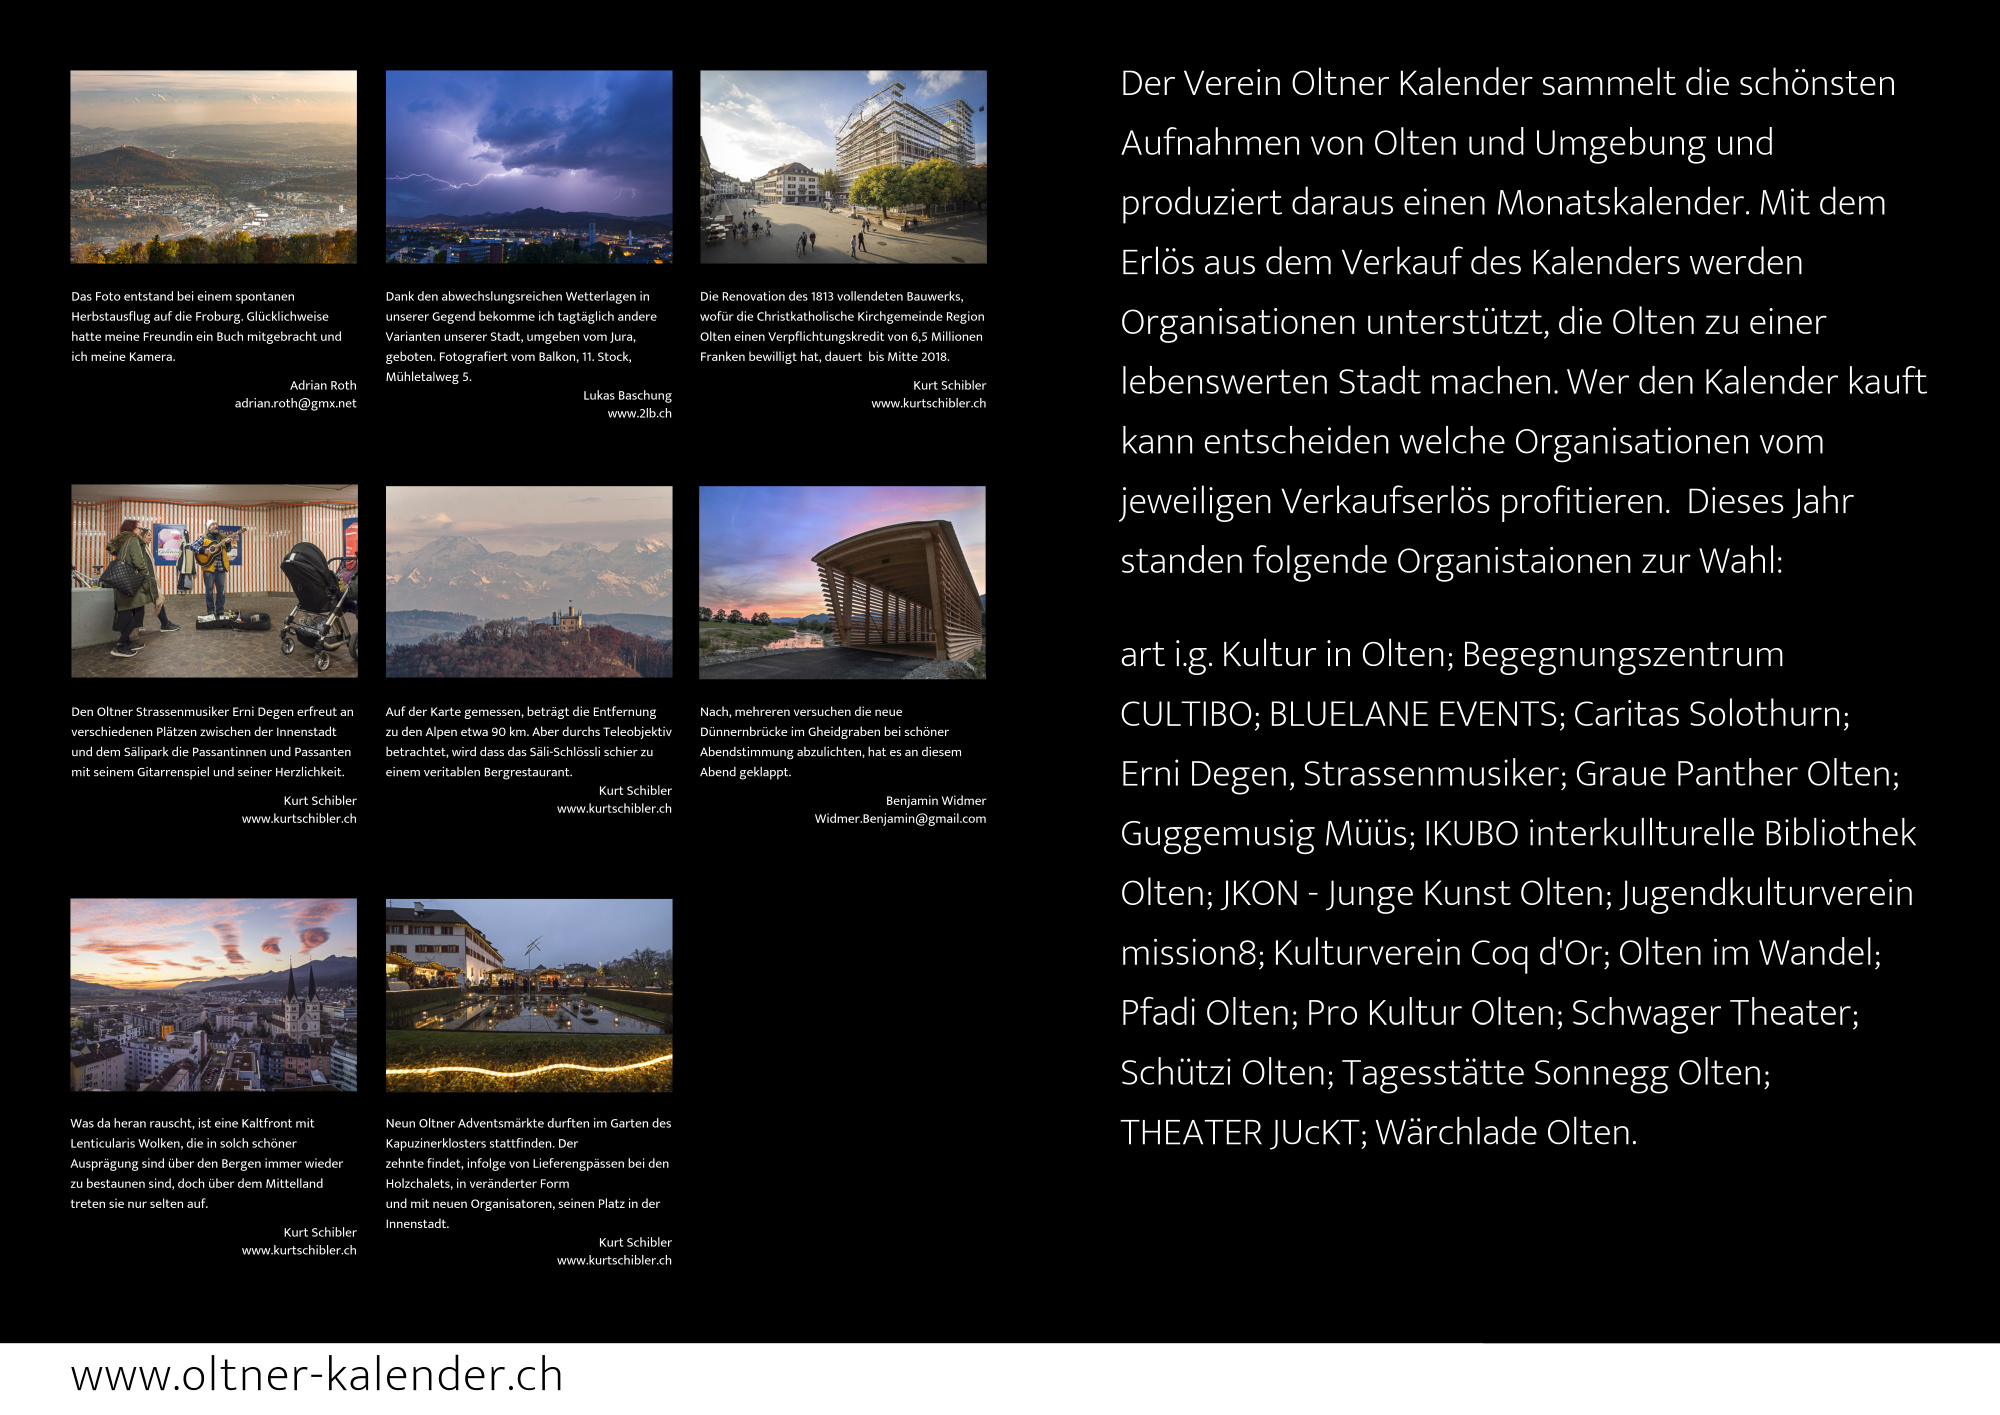 Das Foto entstand bei einem spontanen
Herbstausflug auf die Froburg. Glücklichweise
hatte meine Freundin ein Buch mitgebracht und
ich meine Kamera.
Adrian Roth
adrian.roth@gmx.net
Dank den abwechslungsreichen Wetterlagen in
unserer Gegend bekomme ich tagtäglich andere
Varianten unserer Stadt, umgeben vom Jura,
geboten. Fotografiert vom Balkon, 11. Stock,
Mühletalweg 5.
Lukas Baschung
www.2lb.ch
Die Renovation des 1813 vollendeten Bauwerks,
wofür die Christkatholische Kirchgemeinde Region
Olten einen Verpflichtungskredit von 6,5 Millionen
Franken bewilligt hat, dauert  bis Mitte 2018.
Kurt Schibler
www.kurtschibler.ch
Den Oltner Strassenmusiker Erni Degen erfreut an
verschiedenen Plätzen zwischen der Innenstadt
und dem Sälipark die Passantinnen und Passanten
mit seinem Gitarrenspiel und seiner Herzlichkeit.
Kurt Schibler
www.kurtschibler.ch
Auf der Karte gemessen, beträgt die Entfernung
zu den Alpen etwa 90 km. Aber durchs Teleobjektiv
betrachtet, wird dass das Säli-Schlössli schier zu
einem veritablen Bergrestaurant.
Kurt Schibler
www.kurtschibler.ch
Nach, mehreren versuchen die neue
Dünnernbrücke im Gheidgraben bei schöner
Abendstimmung abzulichten, hat es an diesem
Abend geklappt.
Benjamin Widmer
Widmer.Benjamin@gmail.com
Was da heran rauscht, ist eine Kaltfront mit
Lenticularis Wolken, die in solch schöner
Ausprägung sind über den Bergen immer wieder
zu bestaunen sind, doch über dem Mittelland
treten sie nur selten auf.
Kurt Schibler
www.kurtschibler.ch
Neun Oltner Adventsmärkte durften im Garten des
Kapuzinerklosters stattfinden. Der
zehnte findet, infolge von Lieferengpässen bei den
Holzchalets, in veränderter Form
und mit neuen Organisatoren, seinen Platz in der
Innenstadt.
Kurt Schibler
www.kurtschibler.ch
Der Verein Oltner Kalender sammelt die schönsten
Aufnahmen von Olten und Umgebung und
produziert daraus einen Monatskalender. Mit dem
Erlös aus dem Verkauf des Kalenders werden
Organisationen unterstützt, die Olten zu einer
lebenswerten Stadt machen. Wer den Kalender kauft
kann entscheiden welche Organisationen vom
jeweiligen Verkaufserlös profitieren.  Dieses Jahr
standen folgende Organistaionen zur Wahl:
art i.g. Kultur in Olten; Begegnungszentrum
CULTIBO; BLUELANE EVENTS; Caritas Solothurn;
Erni Degen, Strassenmusiker; Graue Panther Olten;
Guggemusig Müüs; IKUBO interkullturelle Bibliothek
Olten; JKON - Junge Kunst Olten; Jugendkulturverein
mission8; Kulturverein Coq d'Or; Olten im Wandel;
Pfadi Olten; Pro Kultur Olten; Schwager Theater;
Schützi Olten; Tagesstätte Sonnegg Olten;
THEATER JUcKT; Wärchlade Olten.
www.oltner-kalender.ch